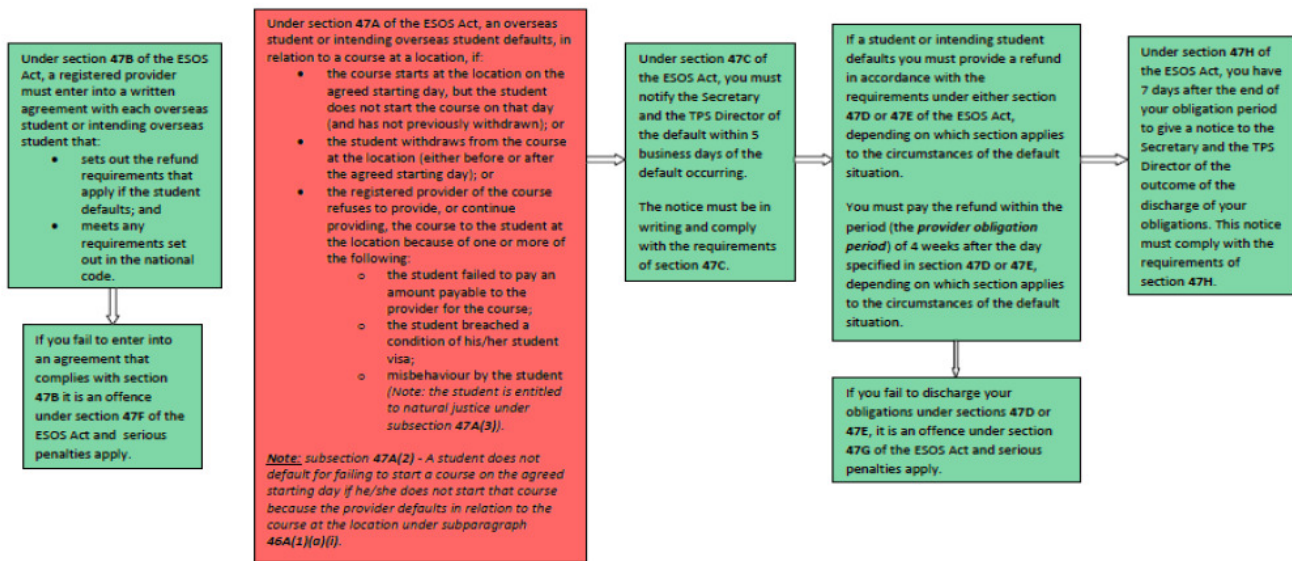 Under section 47B of the ESOS
Act, a registered provider
must enter into a written
agreement with each overseas
student or intending overseas
student that:
• sets out the refund
requirements that
apply if the student
defaults; and
• meets any
requirements set
out in the national
code.
If you fail to enter into
an agreement that
complies with section
47B it is an offence
under section 47F of the
ESOS Act and serious
penalties apply.
Under section 47A of the ESOS Act, an overseas
student or intending overseas student defaults, in
relation to a course at a location, if:
• the course starts at the location on the
agreed starting day, but the student
does not start the course on that day
(and has not previously withdrawn); or
• the student withdraws from the course
at the location (either before or after
the agreed starting day); or
• the registered provider of the course
refuses to provide, or continue
providing, the course to the student at
the location because of one or more of
the following:
o the student failed to pay an
amount payable to the
provider for the course;
o the student breached a
condition of his/her student
visa;
o misbehaviour by the student
(Note: the student is entitled
to natural justice under
subsection 47A(3)).
Note: subsection 47A(2) - A student does not
default for failing to start a course on the agreed
starting day if he/she does not start that course
because the provider defaults in relation to the
course at the location under subparagraph
46A(1)(a)(i).
Under section 47C of
the ESOS Act, you must
notify the Secretary
and the TPS Director of
the default within 5
business days of the
default occurring.
The notice must be in
writing and comply
with the requirements
of section 47C.
If a student or intending student
defaults you must provide a refund
in accordance with the
requirements under either section
47D or 47E of the ESOS Act,
depending on which section applies
to the circumstances of the default
situation.
You must pay the refund within the
period (the provider obligation
period) of 4 weeks after the day
specified in section 47D or 47E,
depending on which section applies
to the circumstances of the default
situation.
If you fail to discharge your
obligations under sections 47D or
47E, it is an offence under section
47G of the ESOS Act and serious
penalties apply.
Under section 47H of
the ESOS Act, you have
7 days after the end of
your obligation period
to give a notice to the
Secretary and the TPS
Director of the
outcome of the
discharge of your
obligations. This notice
must comply with the
requirements of
section 47H.